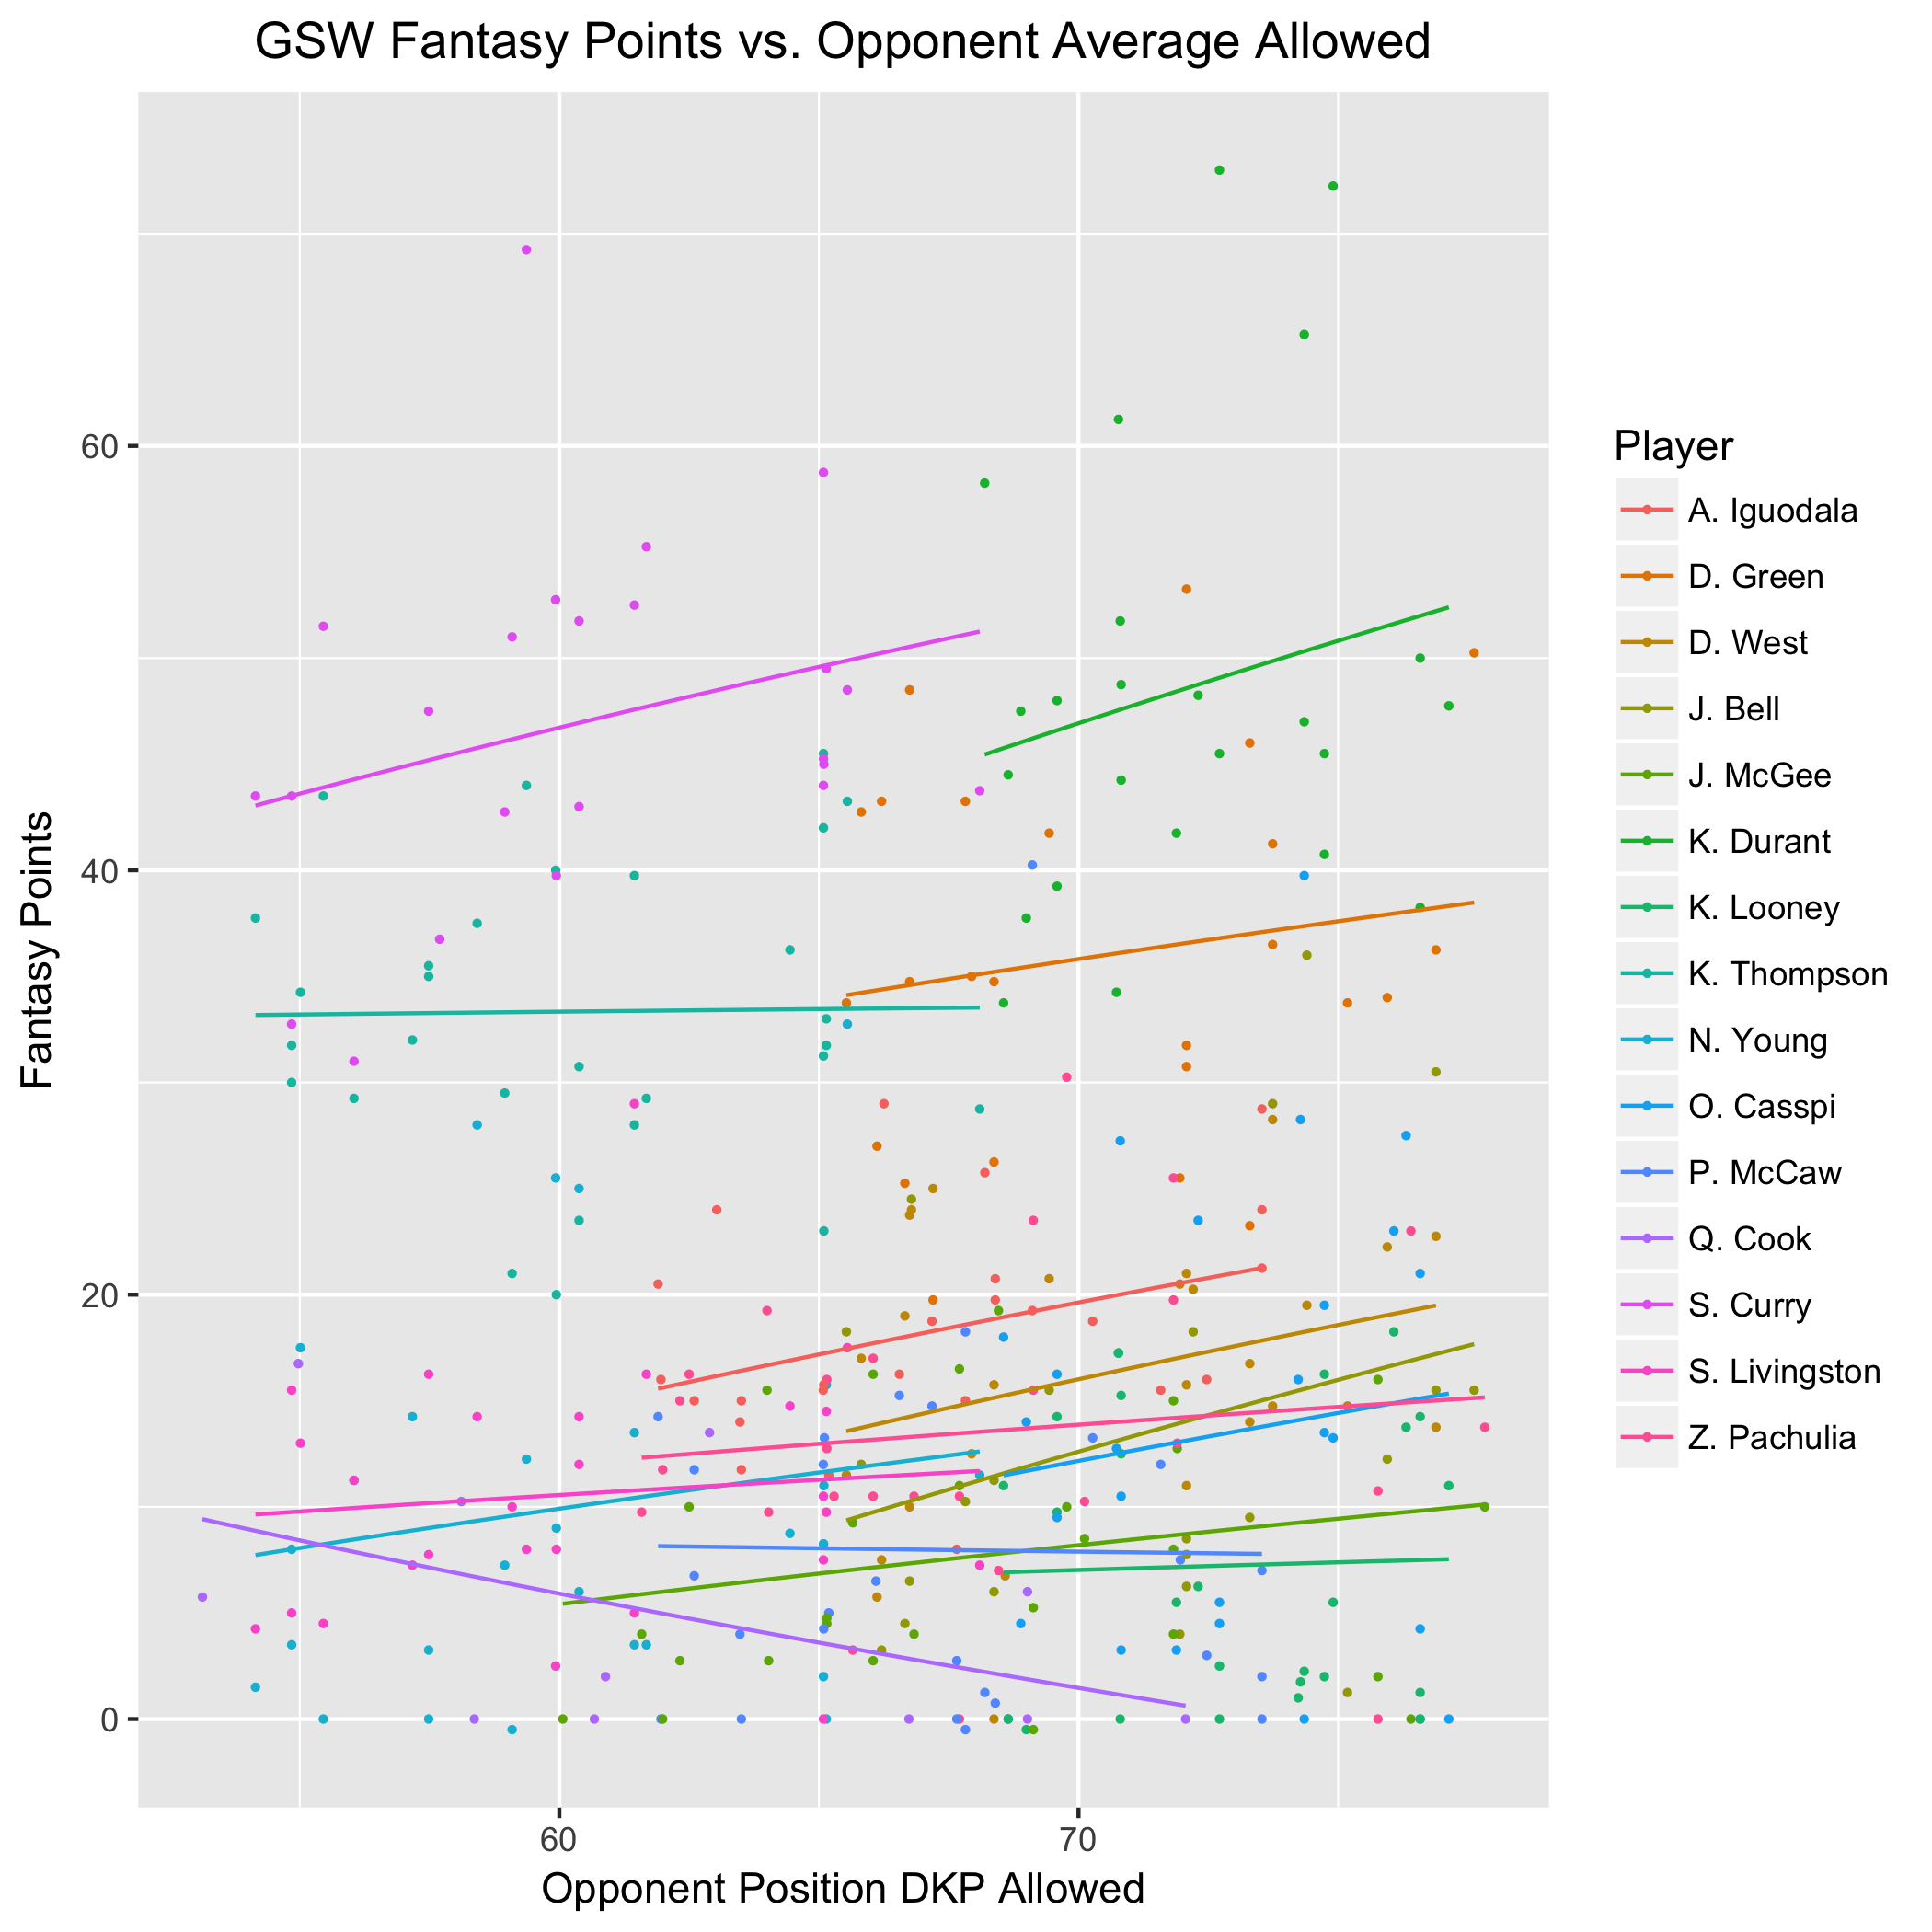 GSW Fantasy Points vs. Opponent Average Allowed
Fantasy Points
60
40
20
0
60
70
Opponent Position DKP Allowed
Player
A. Iguodala
D. Green
D. West
J. Bell
J. McGee
K. Durant
K. Looney
K. Thompson
N. Young
O. Casspi
P. McCaw
Q. Cook
S. Curry
S. Livingston
Z. Pachulia